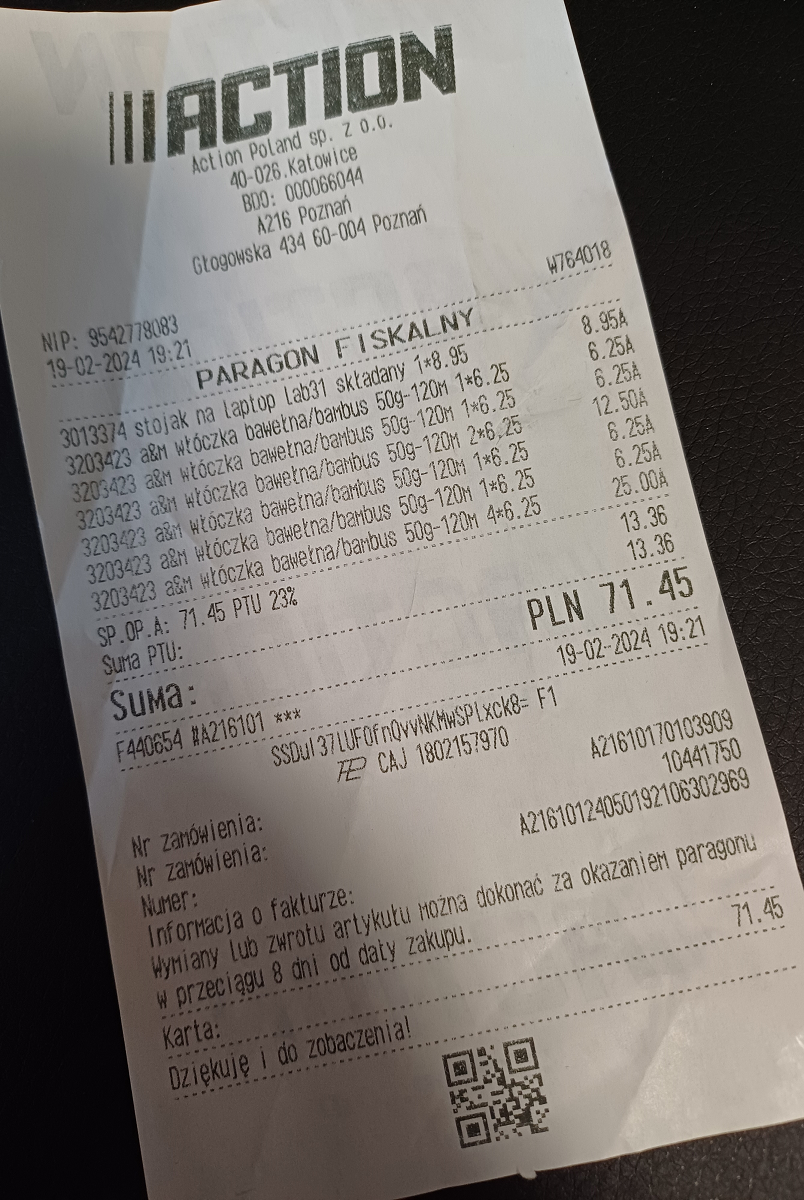 ACTION
Action Poland sp. Z o.o.
40-026.Katowice
BDO: 000066044
A216 Poznań
Głogowska 434 60-004 Poznań
NIP: 9542778083
19-02-2024 19:21 W764018
PARAGON FISKALNY
3013374 stojak na laptop lab31 składany 1*8.95 8.95A
3203423 a&m włóczka bawełna/bambus 50g-120m 1*6.25 6.25A
3203423 a&m włóczka bawełna/bambus 50g-120m 1*6.25 6.25A
3203423 a&m włóczka bawełna/bambus 50g-120m 2*6.25 12.50A
3203423 a&m włóczka bawełna/bambus 50g-120m 1*6.25 6.25A
3203423 a&m włóczka bawełna/bambus 50g-120m 1*6.25 6.25A
3203423 a&m włóczka bawełna/bambus 50g-120m 4*6.25 25.00A
SP.OP.A: 71.45 PTU 23% 13.36
Suma PTU: 13.36
Suma: PLN 71.45
F440654 #A216101 *** 19-02-2024 19:21
F1
CAJ 1802157970
Nr zamówienia: A21610170103909
Nr zamówienia: 10441750
Numer: A21610124050192106302969
Informacja o fakturze:
Wymiany lub zwrotu artykułu można dokonać za okazaniem paragonu
w przeciągu 8 dni od daty zakupu.
Karta: 71.45
Dziękuję i do zobaczenia!